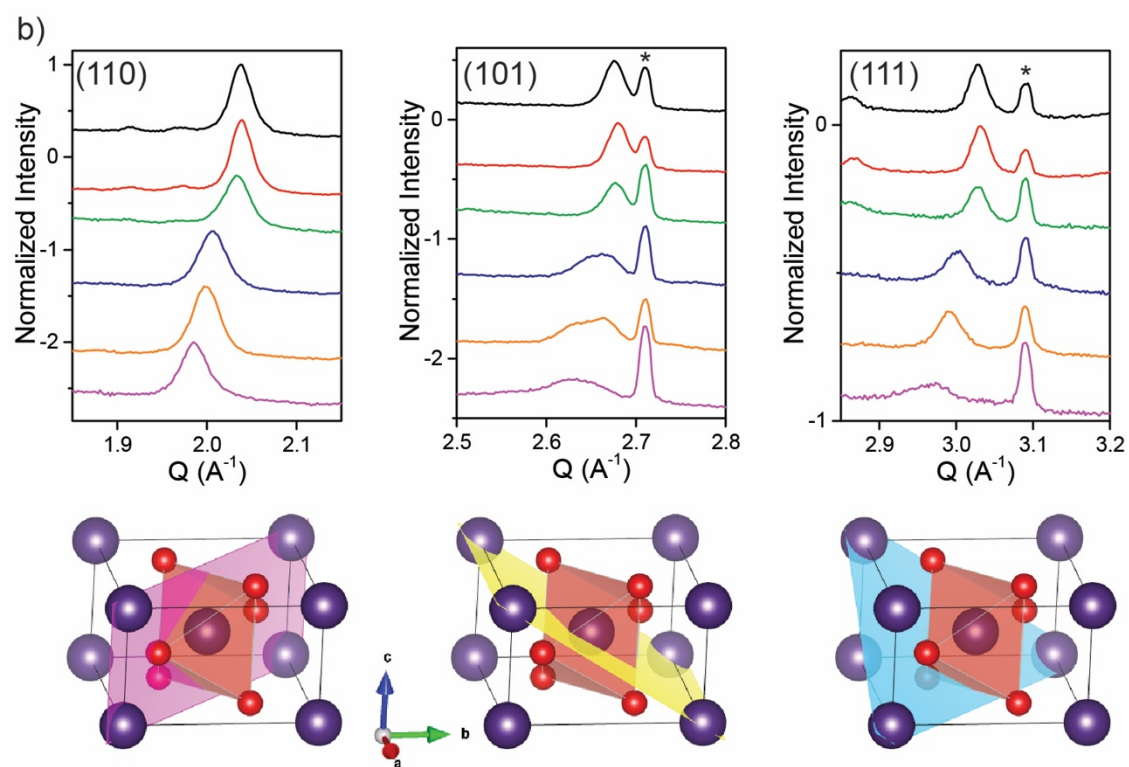 b)
(110)
Normalized Intensity
1
0
-1
-2
1.9
2.0
2.1
Q (A⁻¹)
(101)
*
Normalized Intensity
0
-1
-2
2.5
2.6
2.7
2.8
Q (A⁻¹)
(111)
*
Normalized Intensity
0
-1
2.9
3.0
3.1
3.2
Q (A⁻¹)
c
b
a